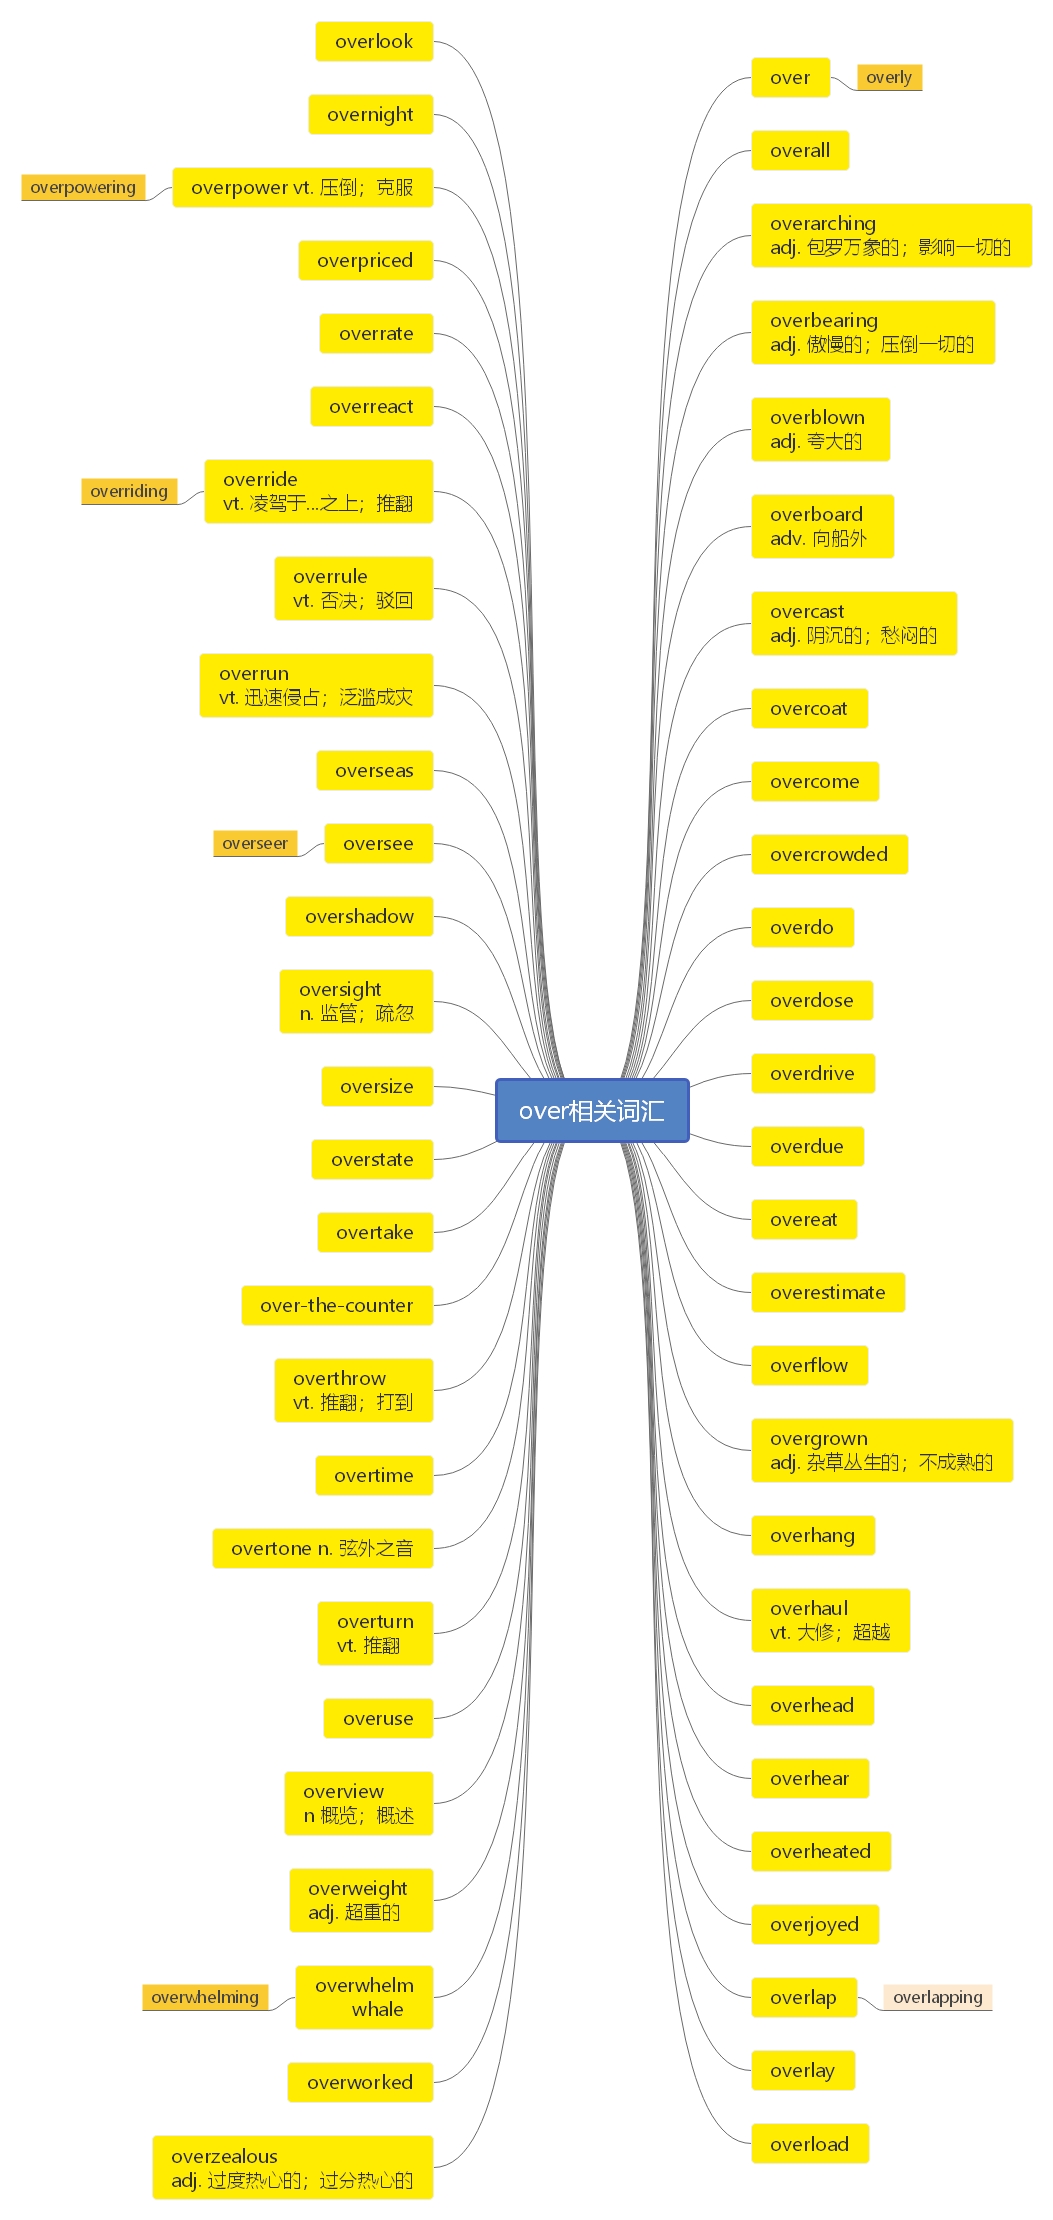 over相关词汇
over
overly
overall
overarching
adj. 包罗万象的；影响一切的
overbearing
adj. 傲慢的；压倒一切的
overblown
adj. 夸大的
overboard
adv. 向船外
overcast
adj. 阴沉的；愁闷的
overcoat
overcome
overcrowded
overdo
overdose
overdrive
overdue
overeat
overestimate
overflow
overgrown
adj. 杂草丛生的；不成熟的
overhang
overhaul
vt. 大修；超越
overhead
overhear
overheated
overjoyed
overlap
overlapping
overlay
overload
overlook
overnight
overpower vt. 压倒；克服
overpowering
overpriced
overrate
overreact
override
vt. 凌驾于...之上；推翻
overriding
overrule
vt. 否决；驳回
overrun
vt. 迅速侵占；泛滥成灾
overseas
oversee
overseer
overshadow
oversight
n. 监管；疏忽
oversize
overstate
overtake
over-the-counter
overthrow
vt. 推翻；打到
overtime
overtone n. 弦外之音
overturn
vt. 推翻
overuse
overview
n 概览；概述
overweight
adj. 超重的
overwhelm
whale
overwhelming
overworked
overzealous
adj. 过度热心的；过分热心的